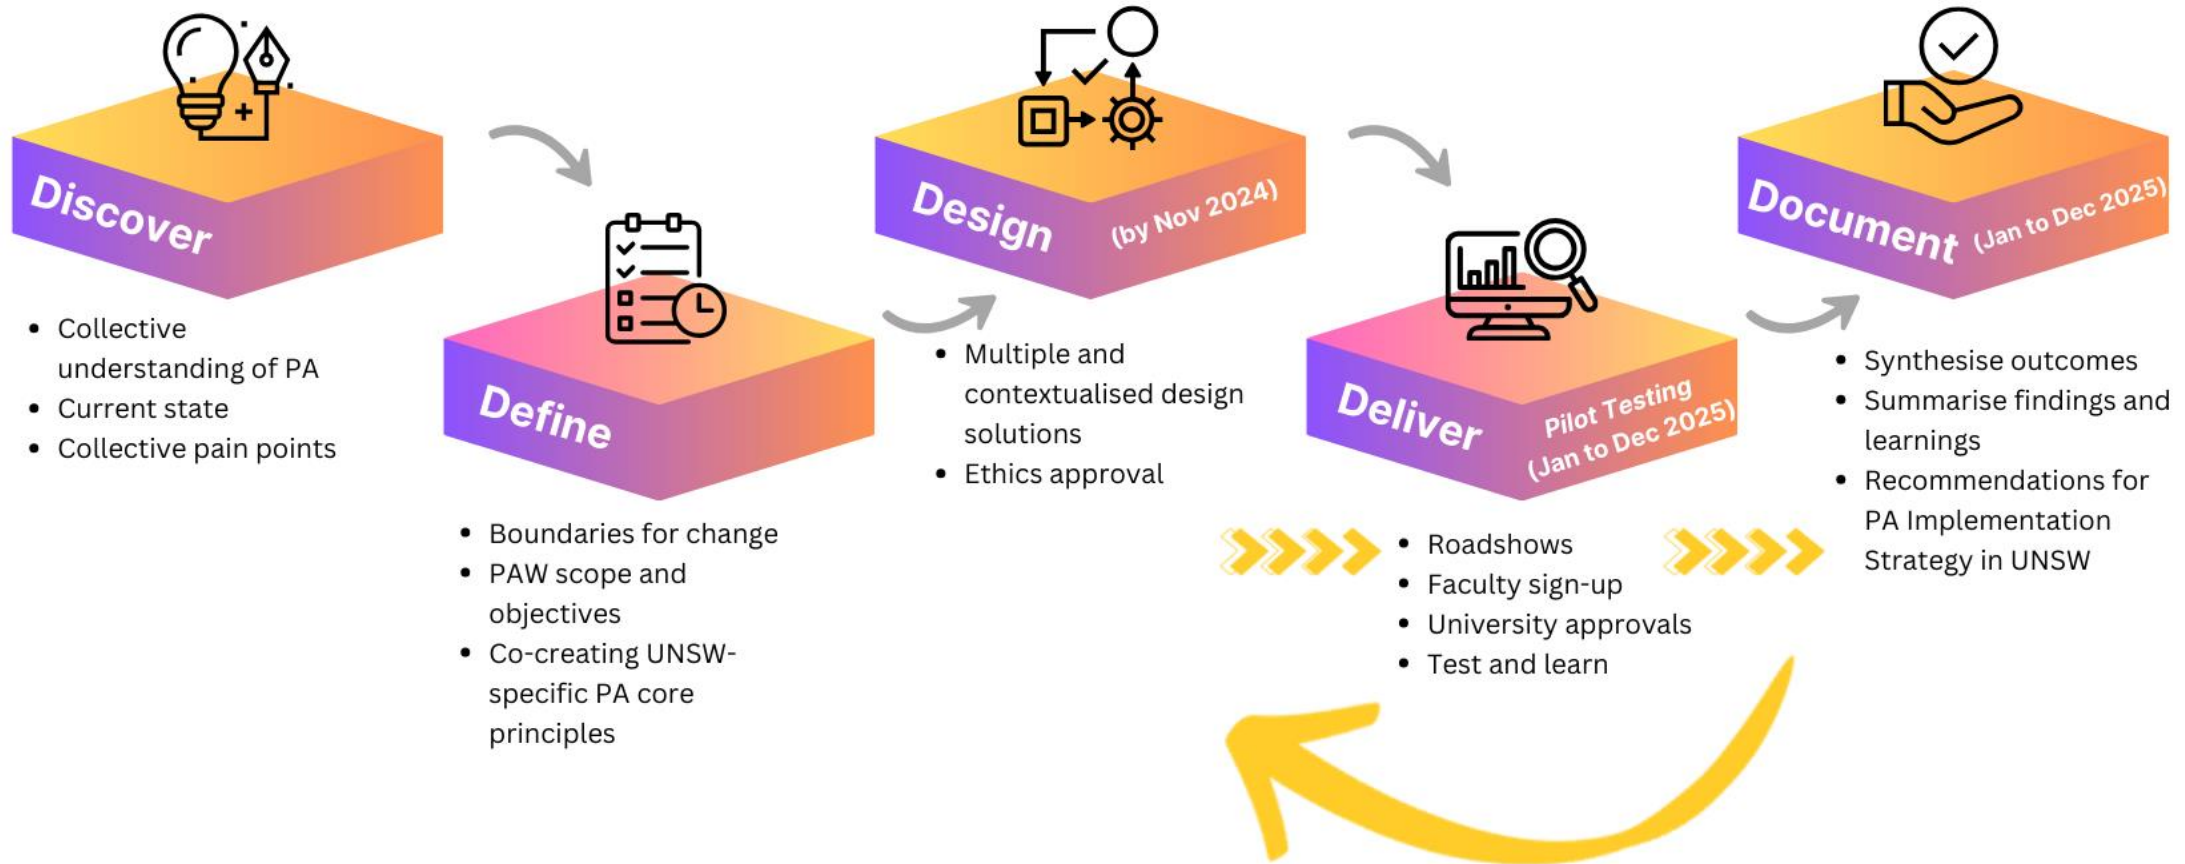 Discover
• Collective
understanding of PA
• Current state
• Collective pain points
Define
• Boundaries for change
• PAW scope and
objectives
• Co-creating UNSW-
specific PA core
principles
Design
(by Nov 2024)
• Multiple and
contextualised design
solutions
• Ethics approval
Deliver
Pilot Testing
(Jan to Dec 2025)
• Roadshows
• Faculty sign-up
• University approvals
• Test and learn
Document
(Jan to Dec 2025)
• Synthesise outcomes
• Summarise findings and
learnings
• Recommendations for
PA Implementation
Strategy in UNSW